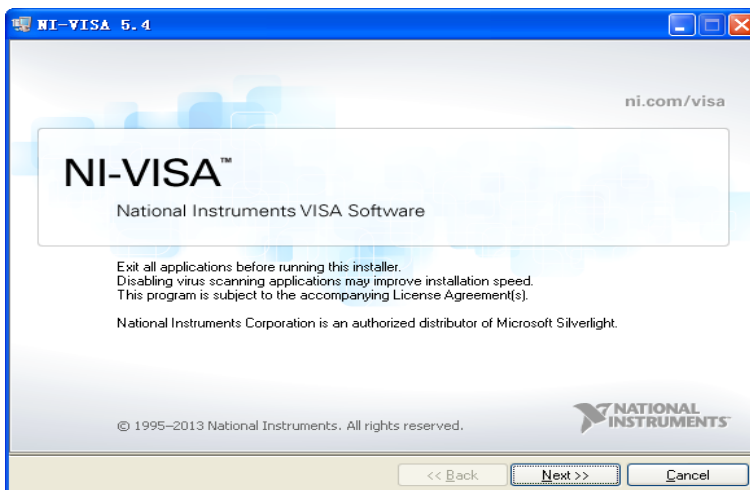 NI-VISA 5.4
ni.com/visa
NI-VISA™
National Instruments VISA Software
Exit all applications before running this installer.
Disabling virus scanning applications may improve installation speed.
This program is subject to the accompanying License Agreement(s).
National Instruments Corporation is an authorized distributor of Microsoft Silverlight.
© 1995–2013 National Instruments. All rights reserved.
NATIONAL
INSTRUMENTS™
<< Back
Next >>
Cancel